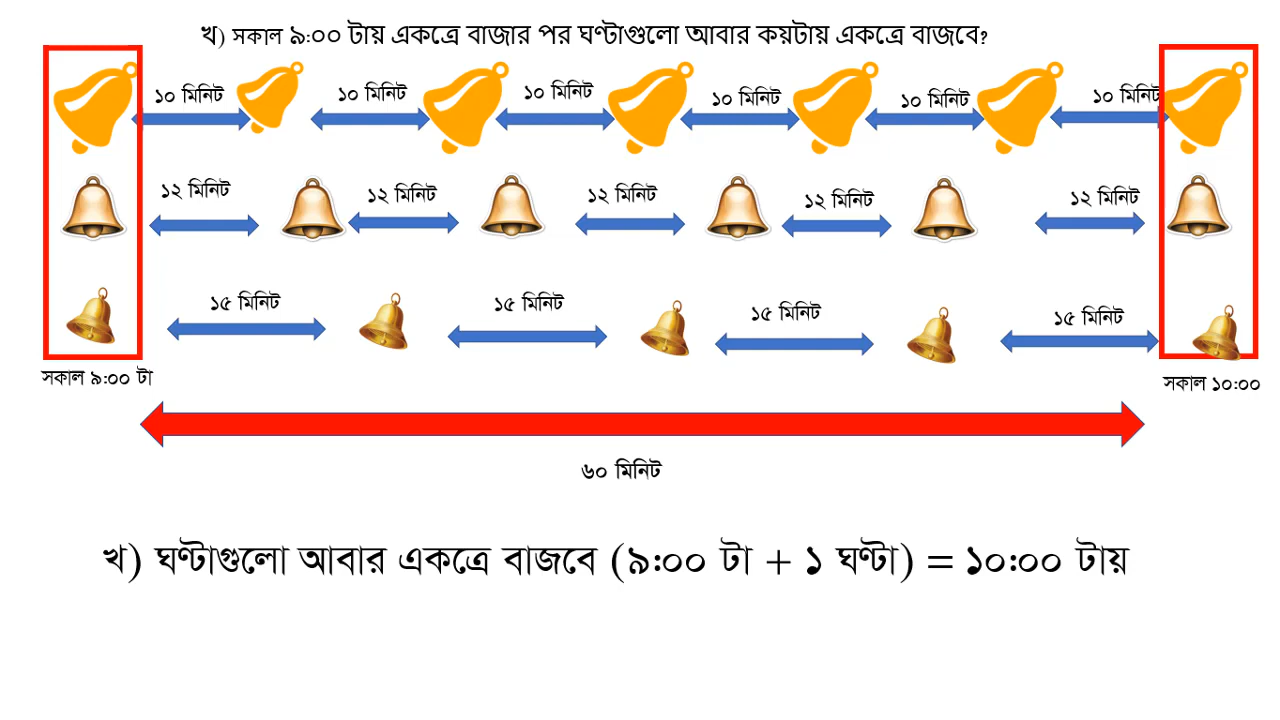 খ) সকাল ৯:০০ টায় একত্রে বাজার পর ঘণ্টাগুলো আবার কয়টায় একত্রে বাজবে?
১০ মিনিট ১০ মিনিট ১০ মিনিট ১০ মিনিট ১০ মিনিট ১০ মিনিট
১২ মিনিট ১২ মিনিট ১২ মিনিট ১২ মিনিট ১২ মিনিট
১৫ মিনিট ১৫ মিনিট ১৫ মিনিট ১৫ মিনিট
সকাল ৯:০০ টা সকাল ১০:০০
৬০ মিনিট
খ) ঘণ্টাগুলো আবার একত্রে বাজবে (৯:০০ টা + ১ ঘণ্টা) = ১০:০০ টায়